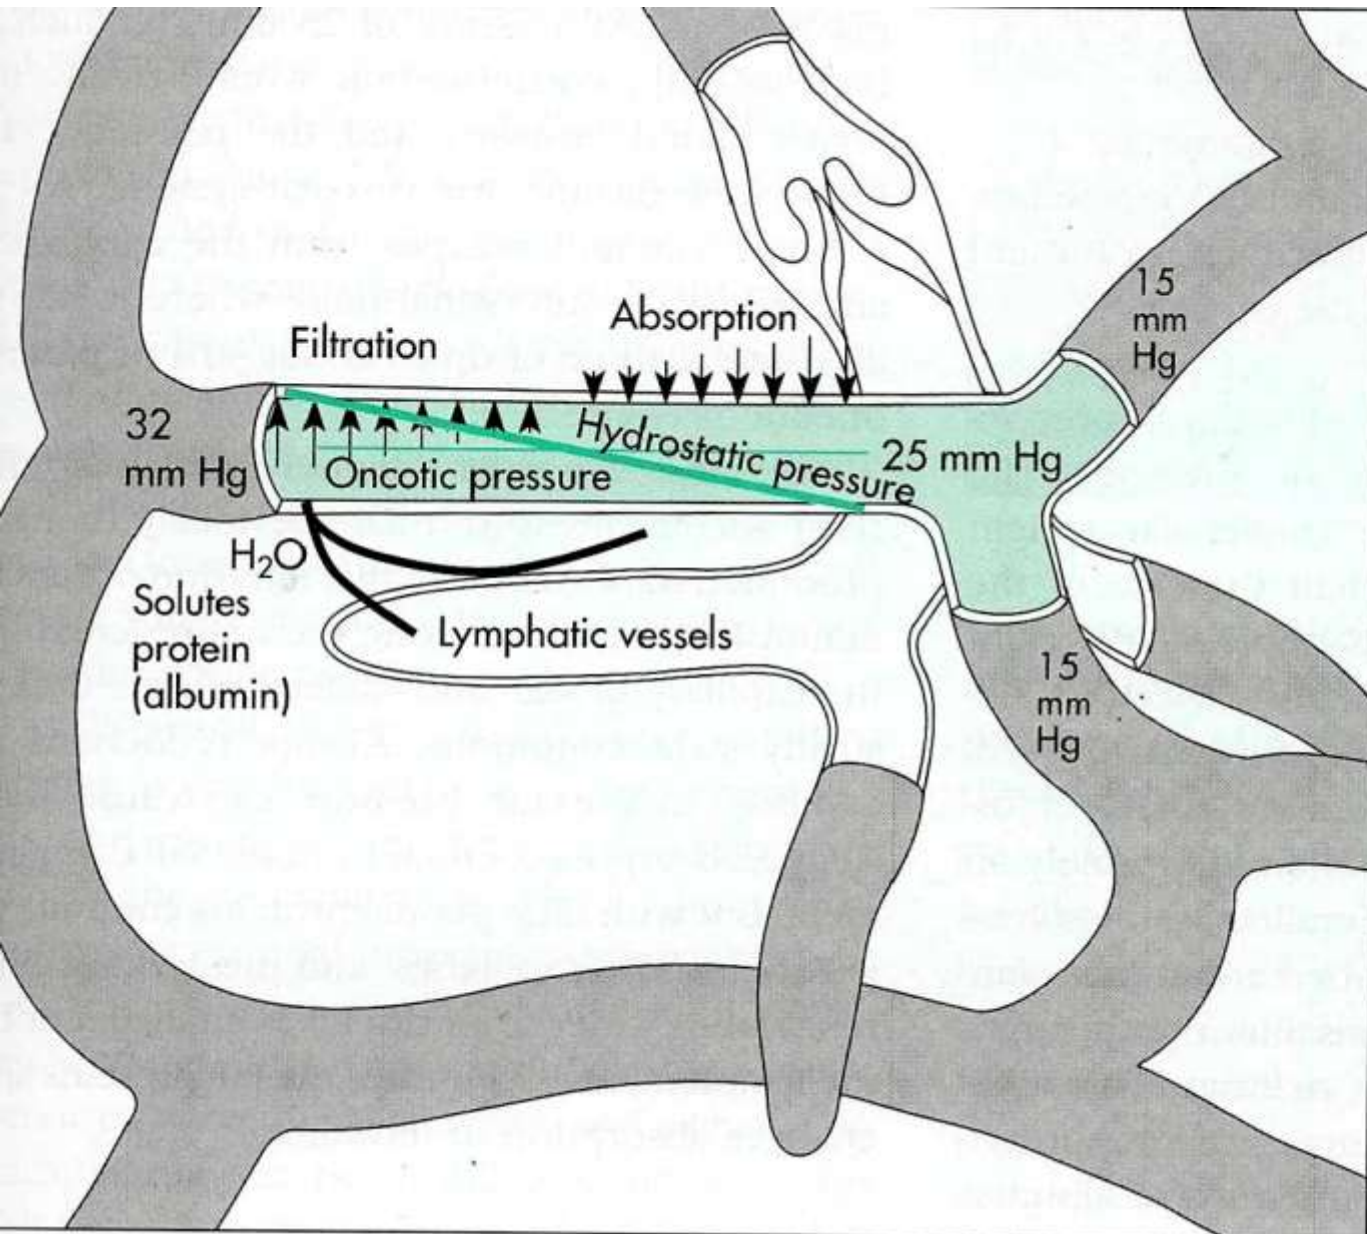 15
mm
Hg
Absorption
Filtration
32
mm Hg
Hydrostatic pressure
25 mm Hg
Oncotic pressure
H₂O
Solutes
protein
(albumin)
Lymphatic vessels
15
mm
Hg